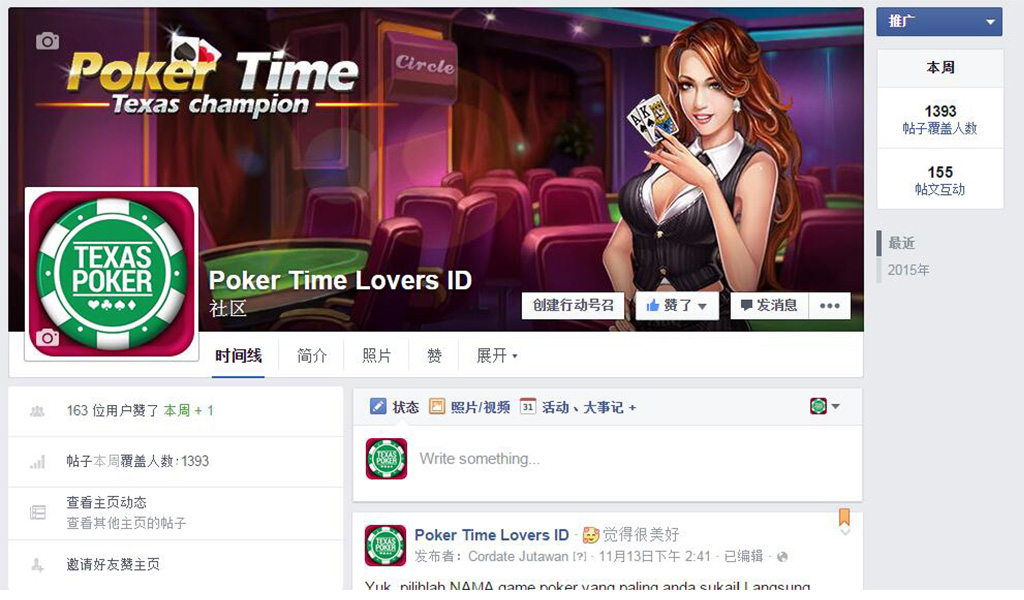 Poker Time
Texas champion
Circle
TEXAS
POKER
Poker Time Lovers ID
社区
创建行动号召
赞了
发消息
时间线
简介
照片
赞
展开
推广
本周
1393
帖子覆盖人数
155
帖文互动
最近
2015年
163 位用户赞了 本周 + 1
帖子本周覆盖人数:1393
查看主页动态
查看其他主页的帖子
邀请好友赞主页
状态 照片/视频 31 活动、大事记 +
TEXAS
POKER
Write something...
TEXAS
POKER
Poker Time Lovers ID · 觉得很美好
发布者: Cordate Jutawan [?] · 11月13日下午 2:41 · 已编辑 ·
Yuk, pilihlah NAMA game poker yang paling anda sukai! Langsung